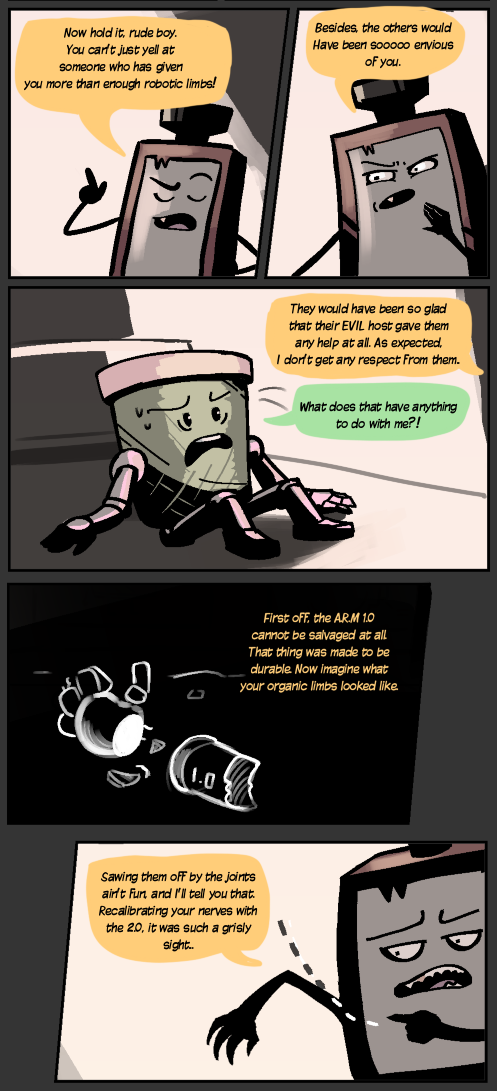 Now hold it, rude boy.
You can't just yell at
someone who has given
you more than enough robotic limbs!
Besides, the others would
Have been sooooo envious
of you.
They would have been so glad
that their EVIL host gave them
any help at all. As expected,
I don't get any respect from them..
What does that have anything
to do with me?!
First off, the A.R.M 1.0
cannot be salvaged at all.
That thing was made to be
durable. Now imagine what
your organic limbs looked like.
1.0
Sawing them off by the joints
ain't fun, and I'll tell you that.
Recalibrating your nerves with
the 2.0, it was such a grisly
sight..